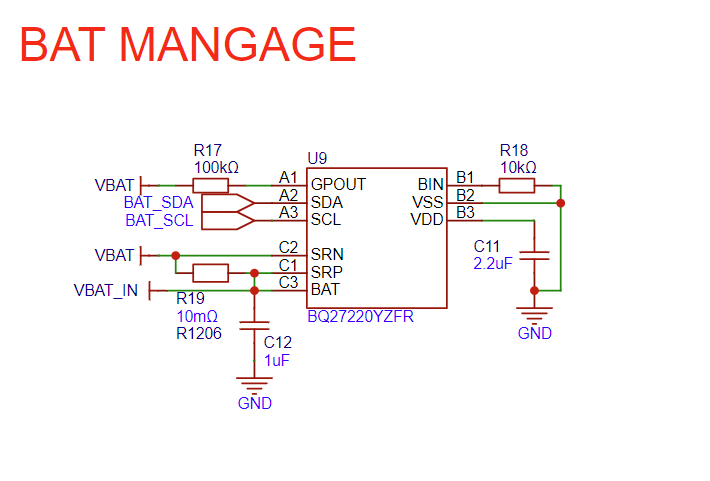 BAT MANGAGE
R17
100kΩ
U9
R18
10kΩ
VBAT
A1
GPOUT
BIN
B1
BAT_SDA
A2
SDA
VSS
B2
BAT_SCL
A3
SCL
VDD
B3
VBAT
C2
SRN
C11
2.2uF
C1
SRP
VBAT_IN
C3
BAT
R19
10mΩ
R1206
BQ27220YZFR
GND
C12
1uF
GND